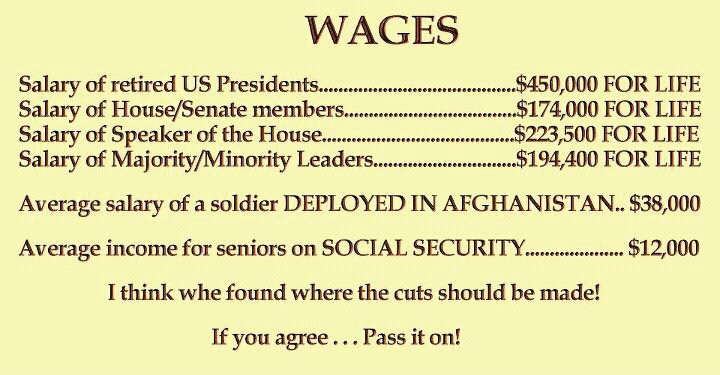 WAGES
Salary of retired US Presidents.......................................$450,000 FOR LIFE
Salary of House/Senate members..................................$174,000 FOR LIFE
Salary of Speaker of the House......................................$223,500 FOR LIFE
Salary of Majority/Minority Leaders............................$194,400 FOR LIFE
Average salary of a soldier DEPLOYED IN AFGHANISTAN.. $38,000
Average income for seniors on SOCIAL SECURITY.................... $12,000
I think whe found where the cuts should be made!
If you agree . . . Pass it on!